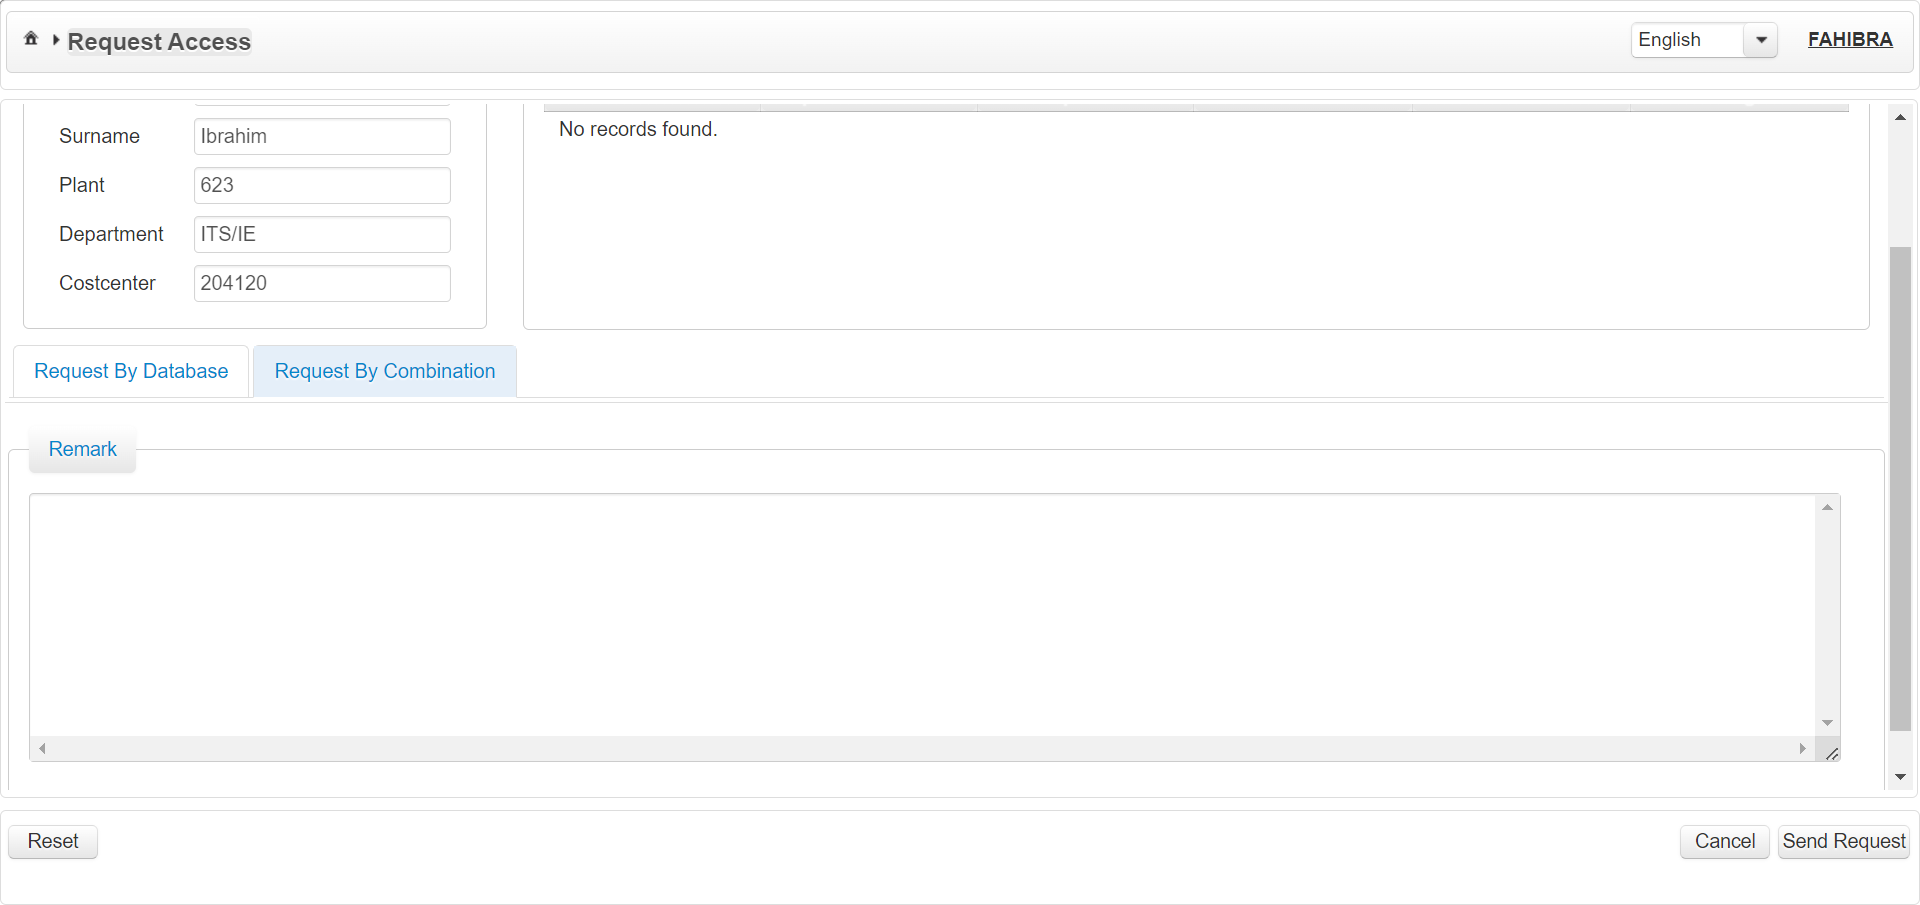 Request Access
English
FAHIBRA
Surname
Ibrahim
Plant
623
Department
ITS/IE
Costcenter
204120
No records found.
Request By Database
Request By Combination
Remark
Reset
Cancel
Send Request